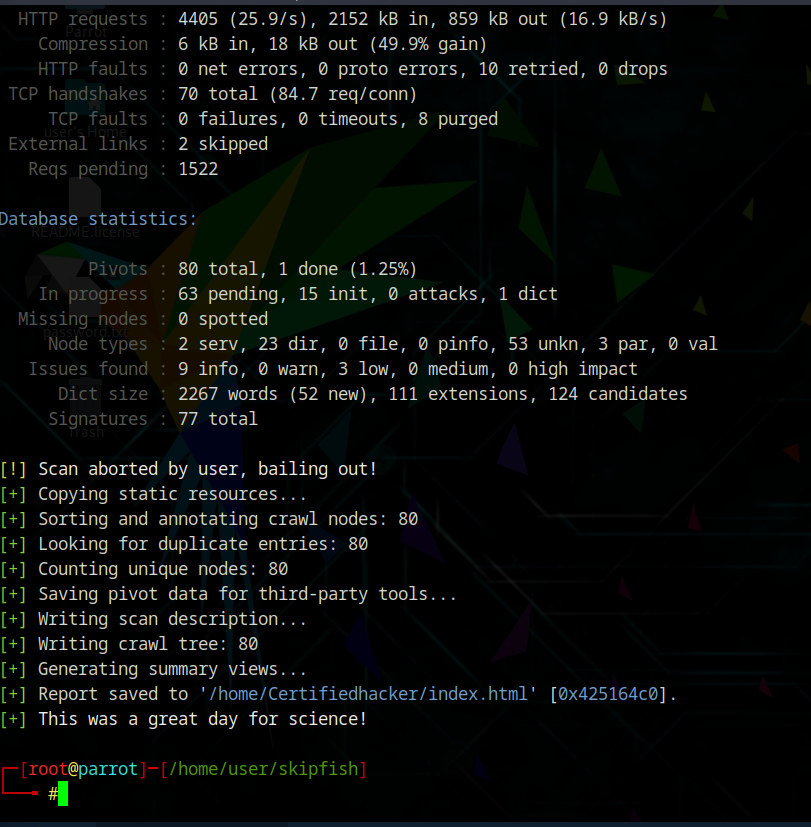 HTTP requests : 4405 (25.9/s), 2152 kB in, 859 kB out (16.9 kB/s)
Compression : 6 kB in, 18 kB out (49.9% gain)
HTTP faults : 0 net errors, 0 proto errors, 10 retried, 0 drops
TCP handshakes : 70 total (84.7 req/conn)
TCP faults : 0 failures, 0 timeouts, 8 purged
External links : 2 skipped
Reqs pending : 1522
Database statistics:
Pivots : 80 total, 1 done (1.25%)
In progress : 63 pending, 15 init, 0 attacks, 1 dict
Missing nodes : 0 spotted
Node types : 2 serv, 23 dir, 0 file, 0 pinfo, 53 unkn, 3 par, 0 val
Issues found : 9 info, 0 warn, 3 low, 0 medium, 0 high impact
Dict size : 2267 words (52 new), 111 extensions, 124 candidates
Signatures : 77 total
[!] Scan aborted by user, bailing out!
[+] Copying static resources...
[+] Sorting and annotating crawl nodes: 80
[+] Looking for duplicate entries: 80
[+] Counting unique nodes: 80
[+] Saving pivot data for third-party tools...
[+] Writing scan description...
[+] Writing crawl tree: 80
[+] Generating summary views...
[+] Report saved to '/home/Certifiedhacker/index.html' [0x425164c0].
[+] This was a great day for science!
[root@parrot]-[/home/user/skipfish]
#
Parrot
user's Home
README.license
Trash